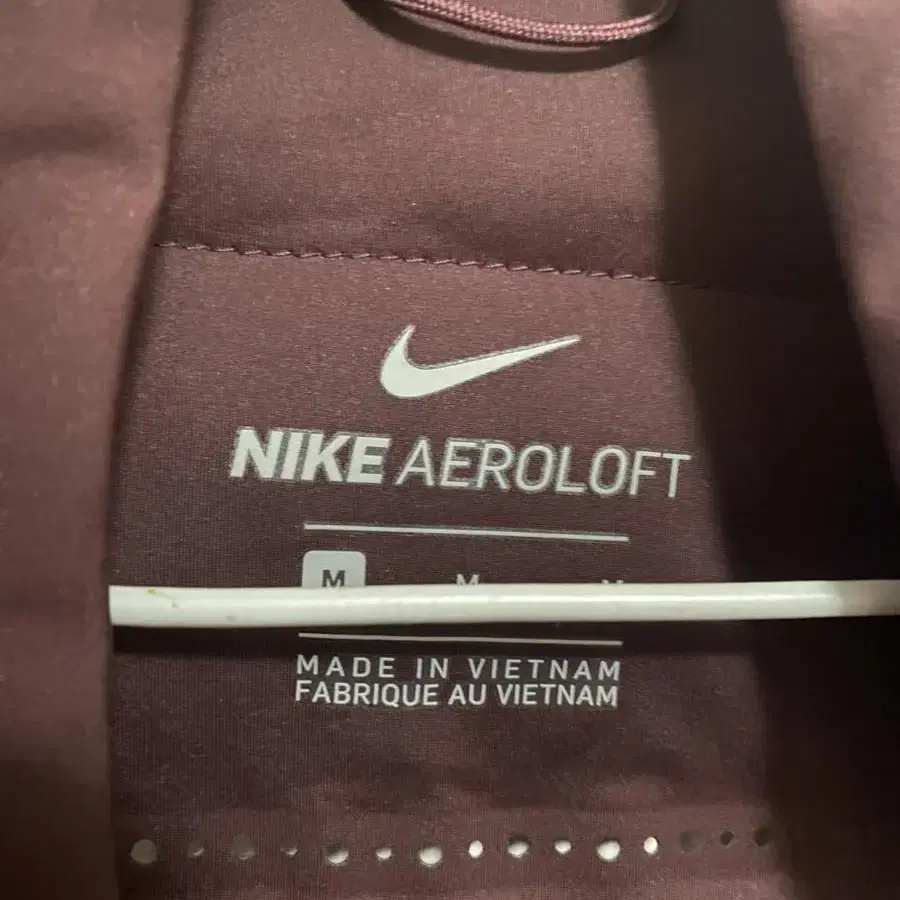 NIKE AEROLOFT
M M M
MADE IN VIETNAM
FABRIQUE AU VIETNAM